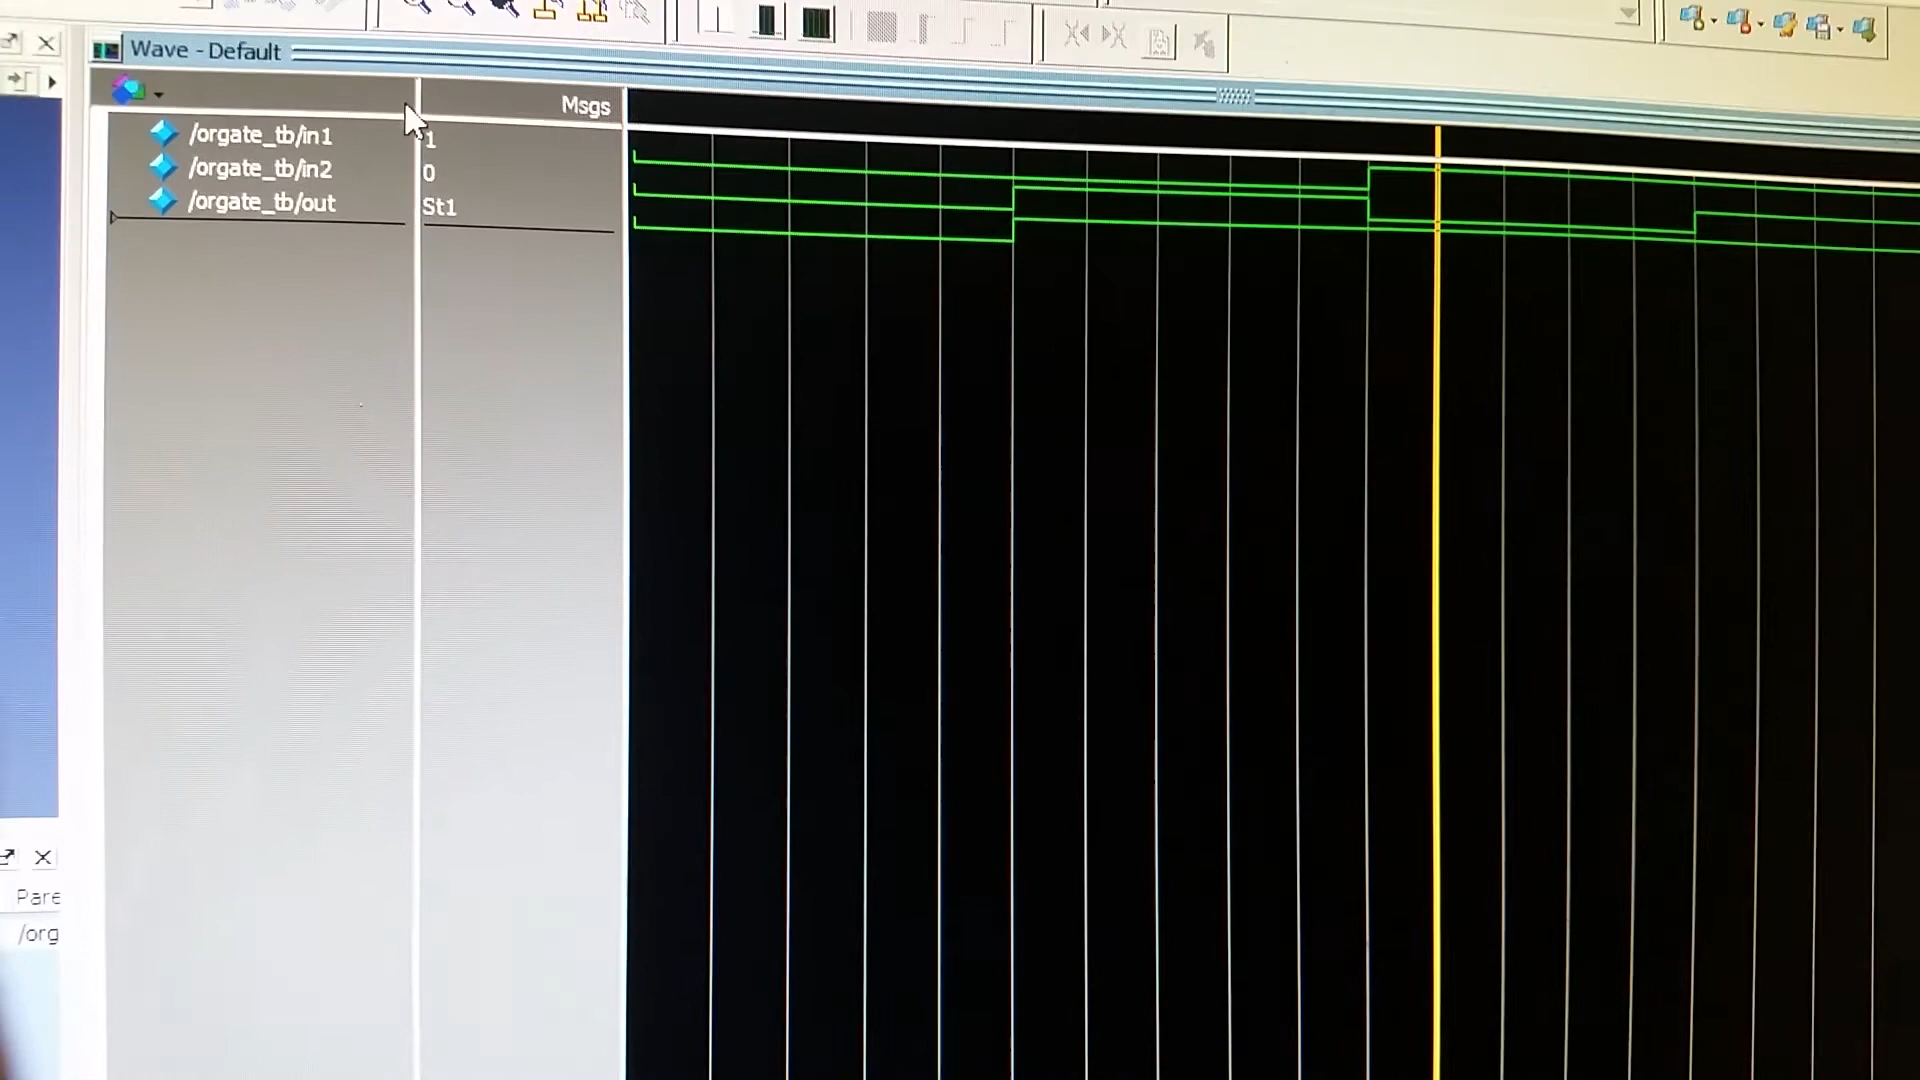 Wave - Default
Msgs
/orgate_tb/in1 1
/orgate_tb/in2 0
/orgate_tb/out St1
Pare
/org